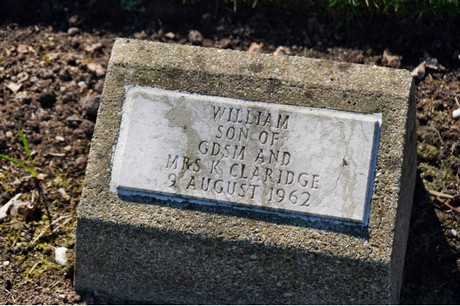 WILLIAM
SON OF
GDSM AND
MRS K CLARIDGE
9 AUGUST 1962